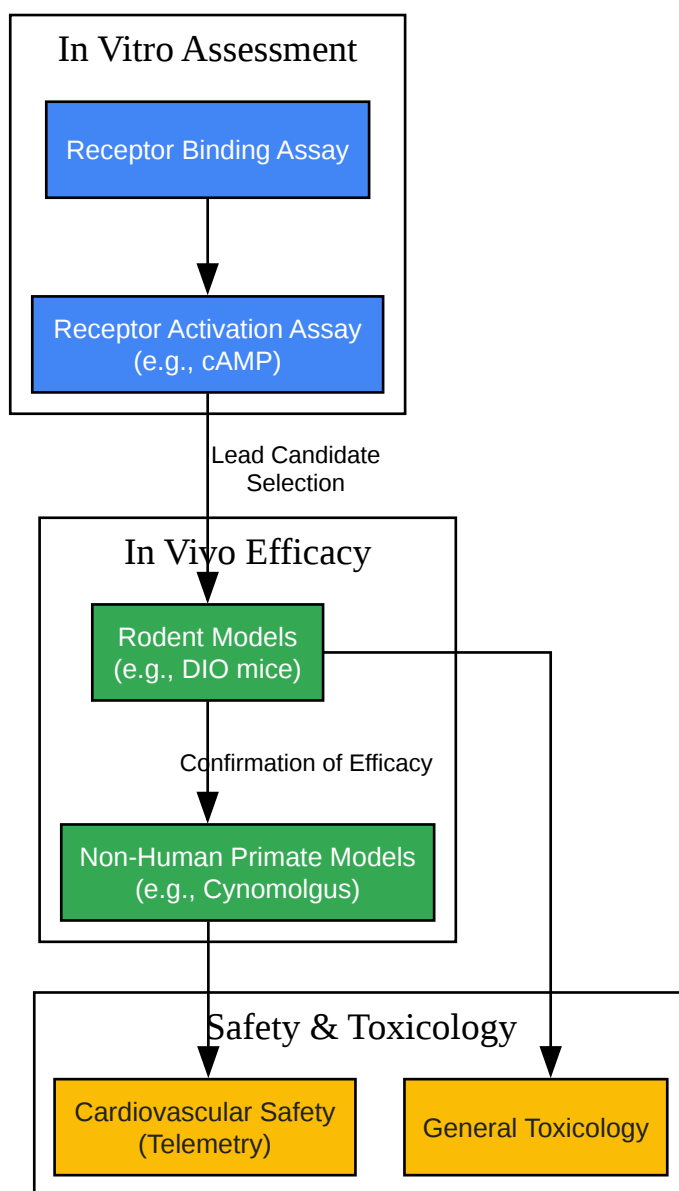 In Vitro Assessment
Receptor Binding Assay
Receptor Activation Assay
(e.g., cAMP)
Lead Candidate
Selection
In Vivo Efficacy
Rodent Models
(e.g., DIO mice)
Confirmation of Efficacy
Non-Human Primate Models
(e.g., Cynomolgus)
Safety & Toxicology
Cardiovascular Safety
(Telemetry)
General Toxicology